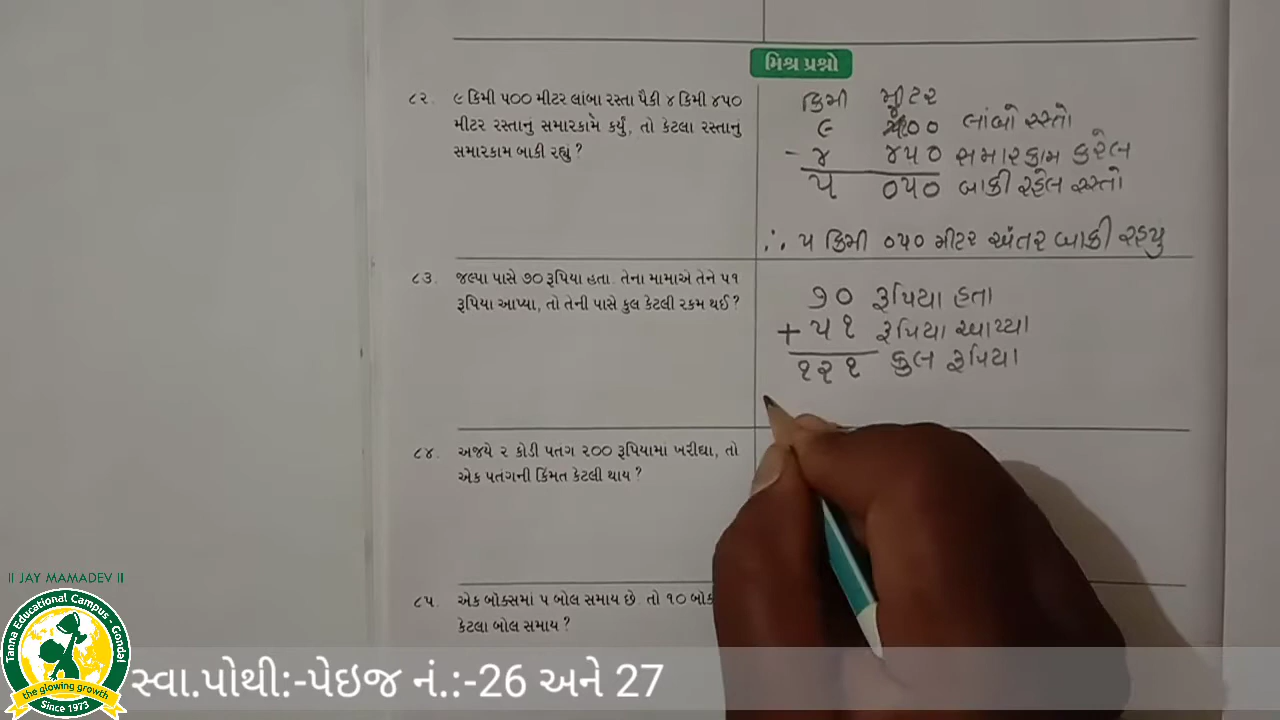 મિશ્ર પ્રશ્નો
૮૨. ૯ કિમી ૫૦૦ મીટર લાંબા રસ્તા પૈકી ૪ કિમી ૪૫૦
મીટર રસ્તાનું સમારકામ કર્યું, તો કેટલા રસ્તાનું
સમારકામ બાકી રહ્યું ?
કિમી મીટર
૯ ૫૦૦ લાંબો રસ્તો
- ૪ ૪૫૦ સમારકામ કરેલ
૫ ૦૫૦ બાકી રહેલ રસ્તો
∴ ૫ કિમી ૦૫૦ મીટર અંતર બાકી રહયુ
૮૩. જલ્પા પાસે ૭૦ રૂપિયા હતા. તેના મામાએ તેને ૫૧
રૂપિયા આપ્યા, તો તેની પાસે કુલ કેટલી રકમ થઈ ?
૭૦ રૂપિયા હતા
+ ૫૧ રૂપિયા આપ્યા
૧૨૧ કુલ રૂપિયા
૮૪. અજયે ૨ કોડી પતંગ ૨૦૦ રૂપિયામાં ખરીદ્યા, તો
એક પતંગની કિંમત કેટલી થાય ?
૮૫. એક બોક્સમાં ૫ બોલ સમાય છે. તો ૧૦
કેટલા બોલ સમાય ?
II JAY MAMADEV II
Tanna Educational Campus - Gondal
the glowing growth
Since 1973
સ્વા.પોથી:-પેઇજ નં.:-26 અને 27